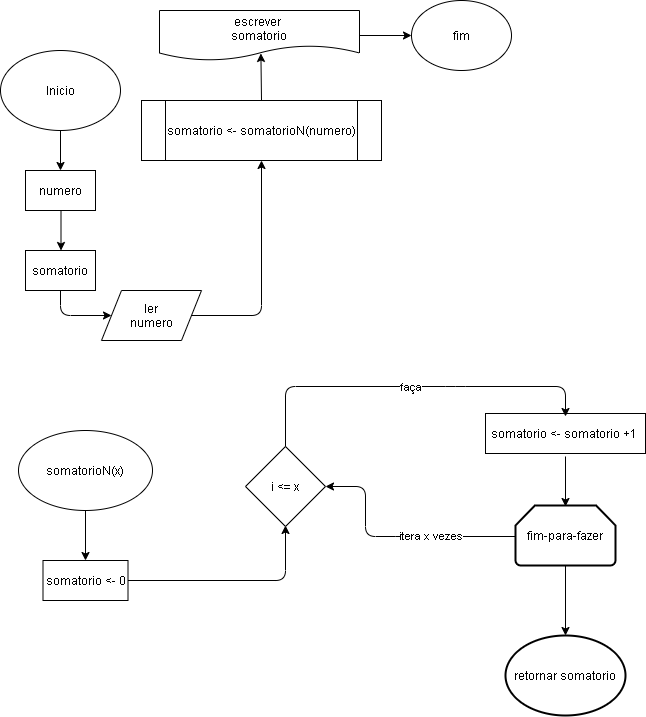 escrever
somatorio
fim
Inicio
somatorio <- somatorioN(numero)
numero
somatorio
ler
numero
faça
somatorio <- somatorio +1
somatorioN(x)
i <= x
itera x vezes
fim-para-fazer
somatorio <- 0
retornar somatorio